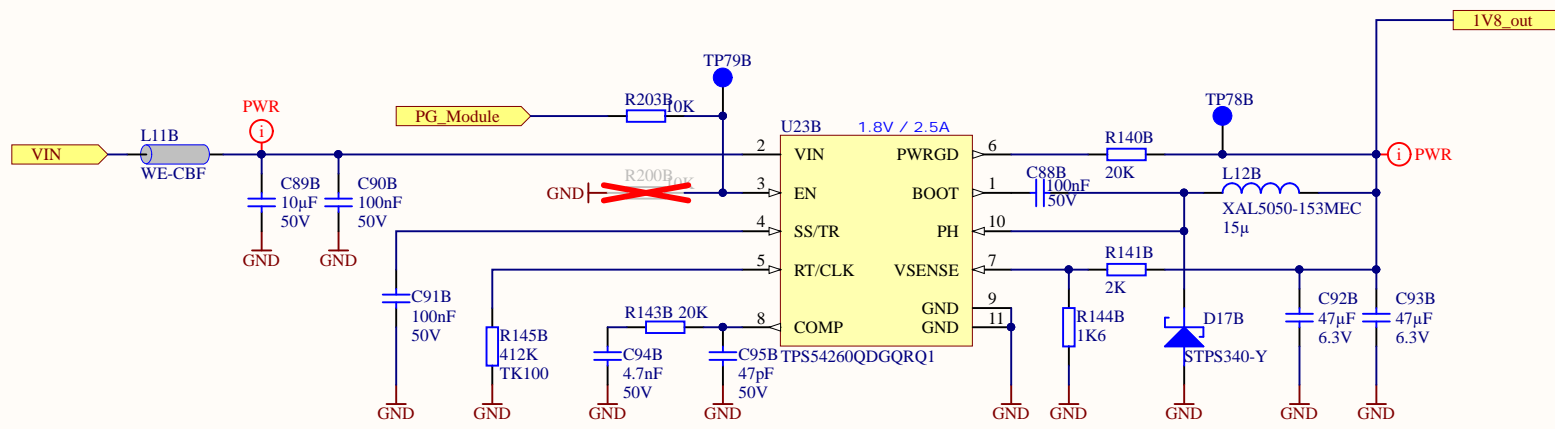 1V8_out
TP79B
R203B
10K
PG_Module
TP78B
PWR
U23B
1.8V / 2.5A
L11B
VIN
WE-CBF
2
VIN
PWRGD
6
R140B
20K
PWR
C89B
10µF
50V
C90B
100nF
50V
GND
R200B
10K
3
EN
BOOT
1
C88B
100nF
50V
L12B
XAL5050-153MEC
15µ
4
SS/TR
PH
10
GND
GND
5
RT/CLK
VSENSE
7
R141B
2K
C91B
100nF
50V
R145B
412K
TK100
R143B 20K
8
COMP
GND
9
GND
11
R144B
1K6
D17B
STPS340-Y
C92B
47µF
6.3V
C93B
47µF
6.3V
C94B
4.7nF
50V
C95B
47pF
50V
TPS54260QDGQRQ1
GND
GND
GND
GND
GND
GND
GND
GND
GND